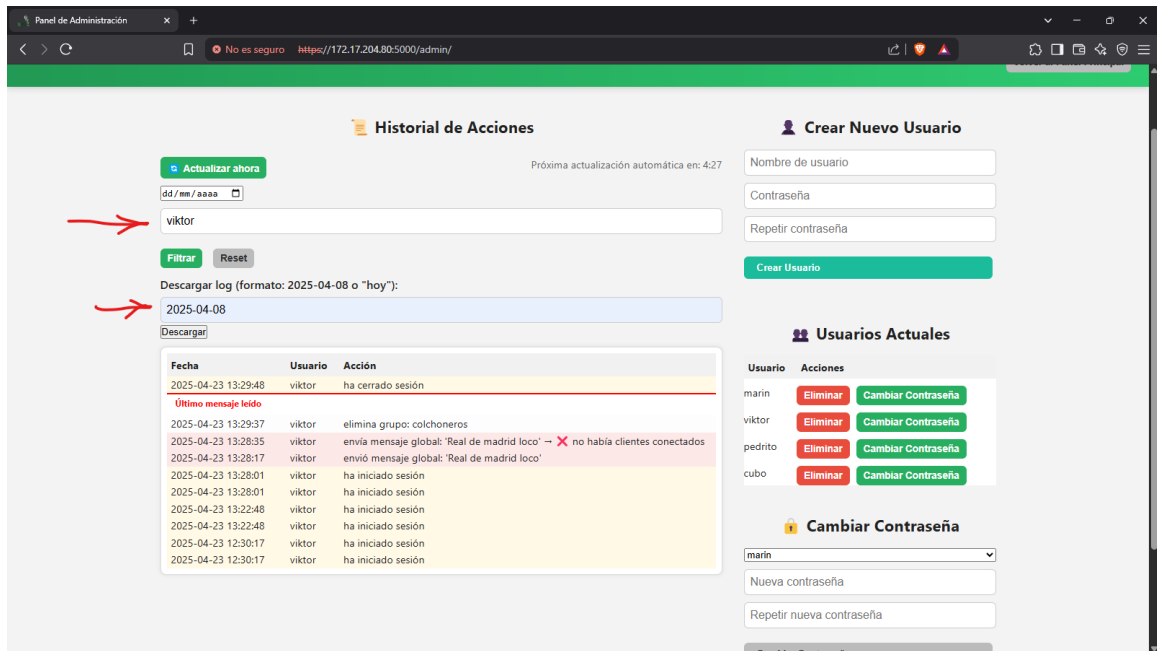 Panel de Administración
No es seguro https://172.17.204.80:5000/admin/
Historial de Acciones
Actualizar ahora
Próxima actualización automática en: 4:27
dd/mm/aaaa
viktor
Filtrar Reset
Descargar log (formato: 2025-04-08 o "hoy"):
2025-04-08
Descargar
Fecha Usuario Acción
2025-04-23 13:29:48 viktor ha cerrado sesión
Último mensaje leído
2025-04-23 13:29:37 viktor elimina grupo: colchoneros
2025-04-23 13:28:35 viktor envía mensaje global: 'Real de madrid loco' → ❌ no había clientes conectados
2025-04-23 13:28:17 viktor envió mensaje global: 'Real de madrid loco'
2025-04-23 13:28:01 viktor ha iniciado sesión
2025-04-23 13:28:01 viktor ha iniciado sesión
2025-04-23 13:22:48 viktor ha iniciado sesión
2025-04-23 13:22:48 viktor ha iniciado sesión
2025-04-23 12:30:17 viktor ha iniciado sesión
2025-04-23 12:30:17 viktor ha iniciado sesión
Crear Nuevo Usuario
Nombre de usuario
Contraseña
Repetir contraseña
Crear Usuario
Usuarios Actuales
Usuario Acciones
marin Eliminar Cambiar Contraseña
viktor Eliminar Cambiar Contraseña
pedrito Eliminar Cambiar Contraseña
cubo Eliminar Cambiar Contraseña
Cambiar Contraseña
marin
Nueva contraseña
Repetir nueva contraseña